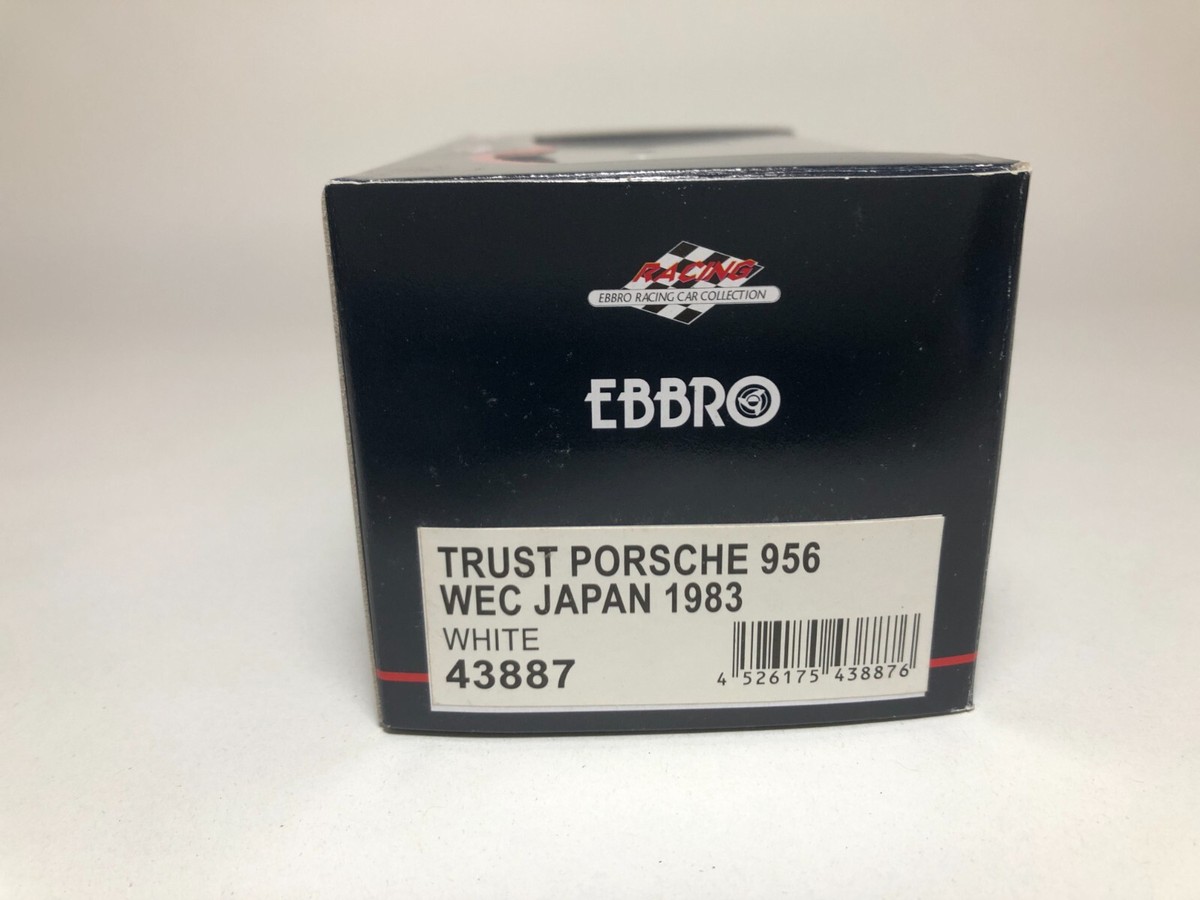 RACING
EBBRO RACING CAR COLLECTION
EBBRO
TRUST PORSCHE 956
WEC JAPAN 1983
WHITE
43887
4 526175 438876